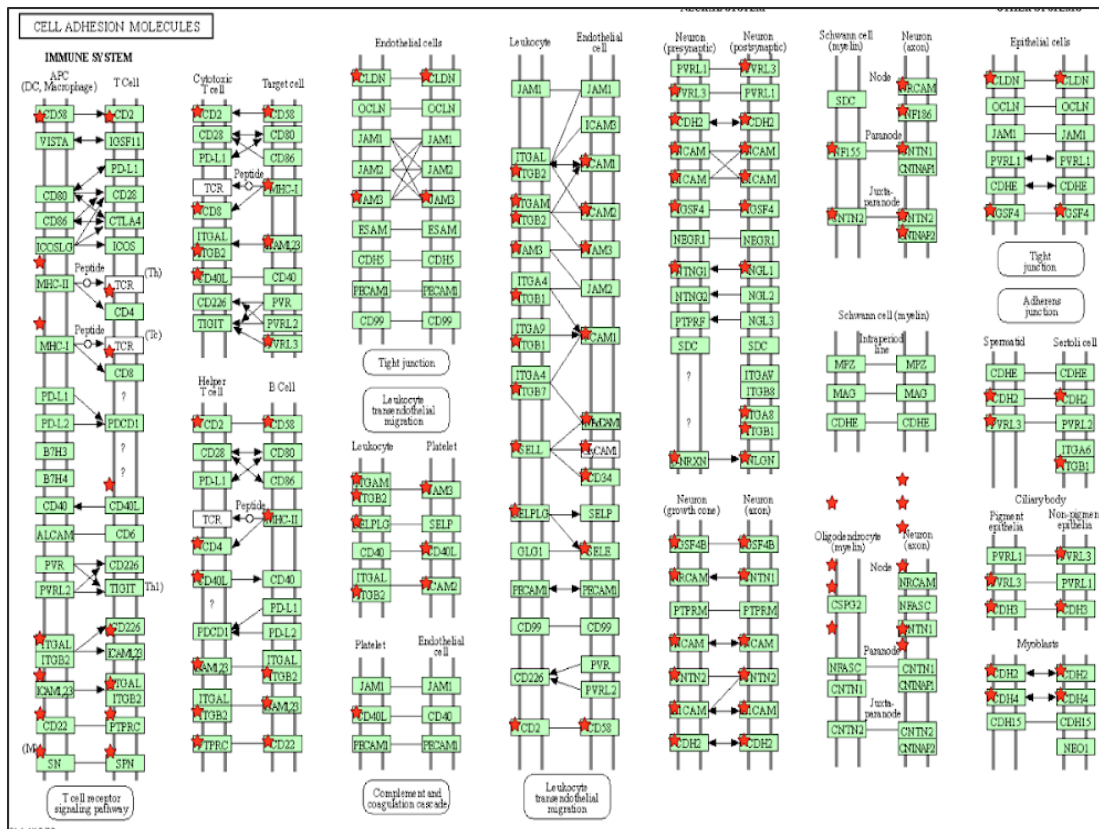 CELL ADHESION MOLECULES
NEURAL SYSTEM
OTHER SYSTEMS
IMMUNE SYSTEM
APC
(DC, Macrophage)
T Cell
CD58 CD2
VISTA IGSF11
PD-L1
CD80 CD28
CD86 CTLA4
ICOSLG ICOS
MHC-II Peptide TCR (Th)
CD4
MHC-I Peptide TCR (Tc)
CD8
PD-L1 ?
PD-L2 PDCD1
B7H3 ?
B7H4 ?
CD40 CD40L
ALCAM CD6
PVR CD226
PVRL2 TIGIT Th1)
ITGAL CD226
ITGB2 ICAM1,23
ICAM1,23 ITGAL
ITGB2
CD22 PTPRC
(M
SN SPN
T cell receptor
signaling pathway
Cytotoxic
T cell
Target cell
CD2 CD58
CD28 CD80
PD-L1 CD86
TCR Peptide MHC-I
CD8
ITGAL
ITGB2 ICAM1,23
CD40L CD40
CD226 PVR
TIGIT PVRL2
PVRL3
Helper
T cell
B Cell
CD2 CD58
CD28 CD80
PD-L1 CD86
TCR Peptide MHC-II
CD4
CD40L CD40
? PD-L1
PDCD1 PD-L2
ICAM1,23 ITGAL
ITGB2
ITGAL ICAM1,23
ITGB2
PTPRC CD22
Endothelial cells
CLDN CLDN
OCLN OCLN
JAM1 JAM1
JAM2 JAM2
JAM3 JAM3
ESAM ESAM
CDH5 CDH5
PECAM1 PECAM1
CD99 CD99
Tight junction
Leukocyte
transendothelial
migration
Leukocyte Platelet
ITGAM JAM3
ITGB2
SELPLG SELP
CD40 CD40L
ITGAL ICAM2
ITGB2
Platelet Endothelial
cell
JAM1 JAM1
CD40L CD40
PECAM1 PECAM1
Complement and
coagulation cascade
Leukocyte Endothelial
cell
JAM1 JAM1
ICAM3
ITGAL ICAM1
ITGB2
ITGAM ICAM2
ITGB2
JAM3 JAM3
ITGA4 JAM2
ITGB1
ITGA9 VCAM1
ITGB1
ITGA4
ITGB7
MADCAM1
SELL GLYCAM1
CD34
SELPLG SELP
GLG1 SELE
PECAM1 PECAM1
CD99 CD99
PVR
CD226 PVRL2
CD2 CD58
Leukocyte
transendothelial
migration
Neuron
(presynaptic)
Neuron
(postsynaptic)
PVRL1 PVRL3
PVRL3 PVRL1
CDH2 CDH2
NCAM NCAM
L1CAM L1CAM
IGSF4 IGSF4
NEGR1 NEGR1
NTNG1 NGL1
NTNG2 NGL2
PTPRF NGL3
SDC SDC
? ITGAV
ITGB8
? ITGA8
ITGB1
NRXN NLGN
Neuron
(growth cone)
Neuron
(axon)
IGSF4B IGSF4B
NRCAM CNTN1
PTPRM PTPRM
NCAM NCAM
CNTN2 CNTN2
L1CAM L1CAM
CDH2 CDH2
Schwann cell
(myelin)
Neuron
(axon)
Node
NRCAM
SDC NF186
Paranode
NF155 CNTN1
CNTNAP1
Juxta-
paranode
CNTN2 CNTN2
CNTNAP2
Schwann cell (myelin)
Intraperiod
line
MPZ MPZ
MAG MAG
CDHE CDHE
Oligodendrocyte
(myelin)
Neuron
(axon)
Node
NRCAM
CSPG2 NFASC
CNTN1
Paranode
NFASC CNTN1
CNTN1 CNTNAP1
Juxta-
paranode
CNTN2 CNTN2
CNTNAP2
Epithelial cells
CLDN CLDN
OCLN OCLN
JAM1 JAM1
PVRL1 PVRL1
CDHE CDHE
IGSF4 IGSF4
Tight
junction
Adherens
junction
Spermatid Sertoli cell
CDHE CDHE
CDH2 CDH2
PVRL3 PVRL2
ITGA6
ITGB1
Ciliary body
Pigment
epithelia
Non-pigment
epithelia
PVRL1 PVRL3
PVRL3 PVRL1
CDH3 CDH3
Myoblasts
CDH2 CDH2
CDH4 CDH4
CDH15 CDH15
NEO1